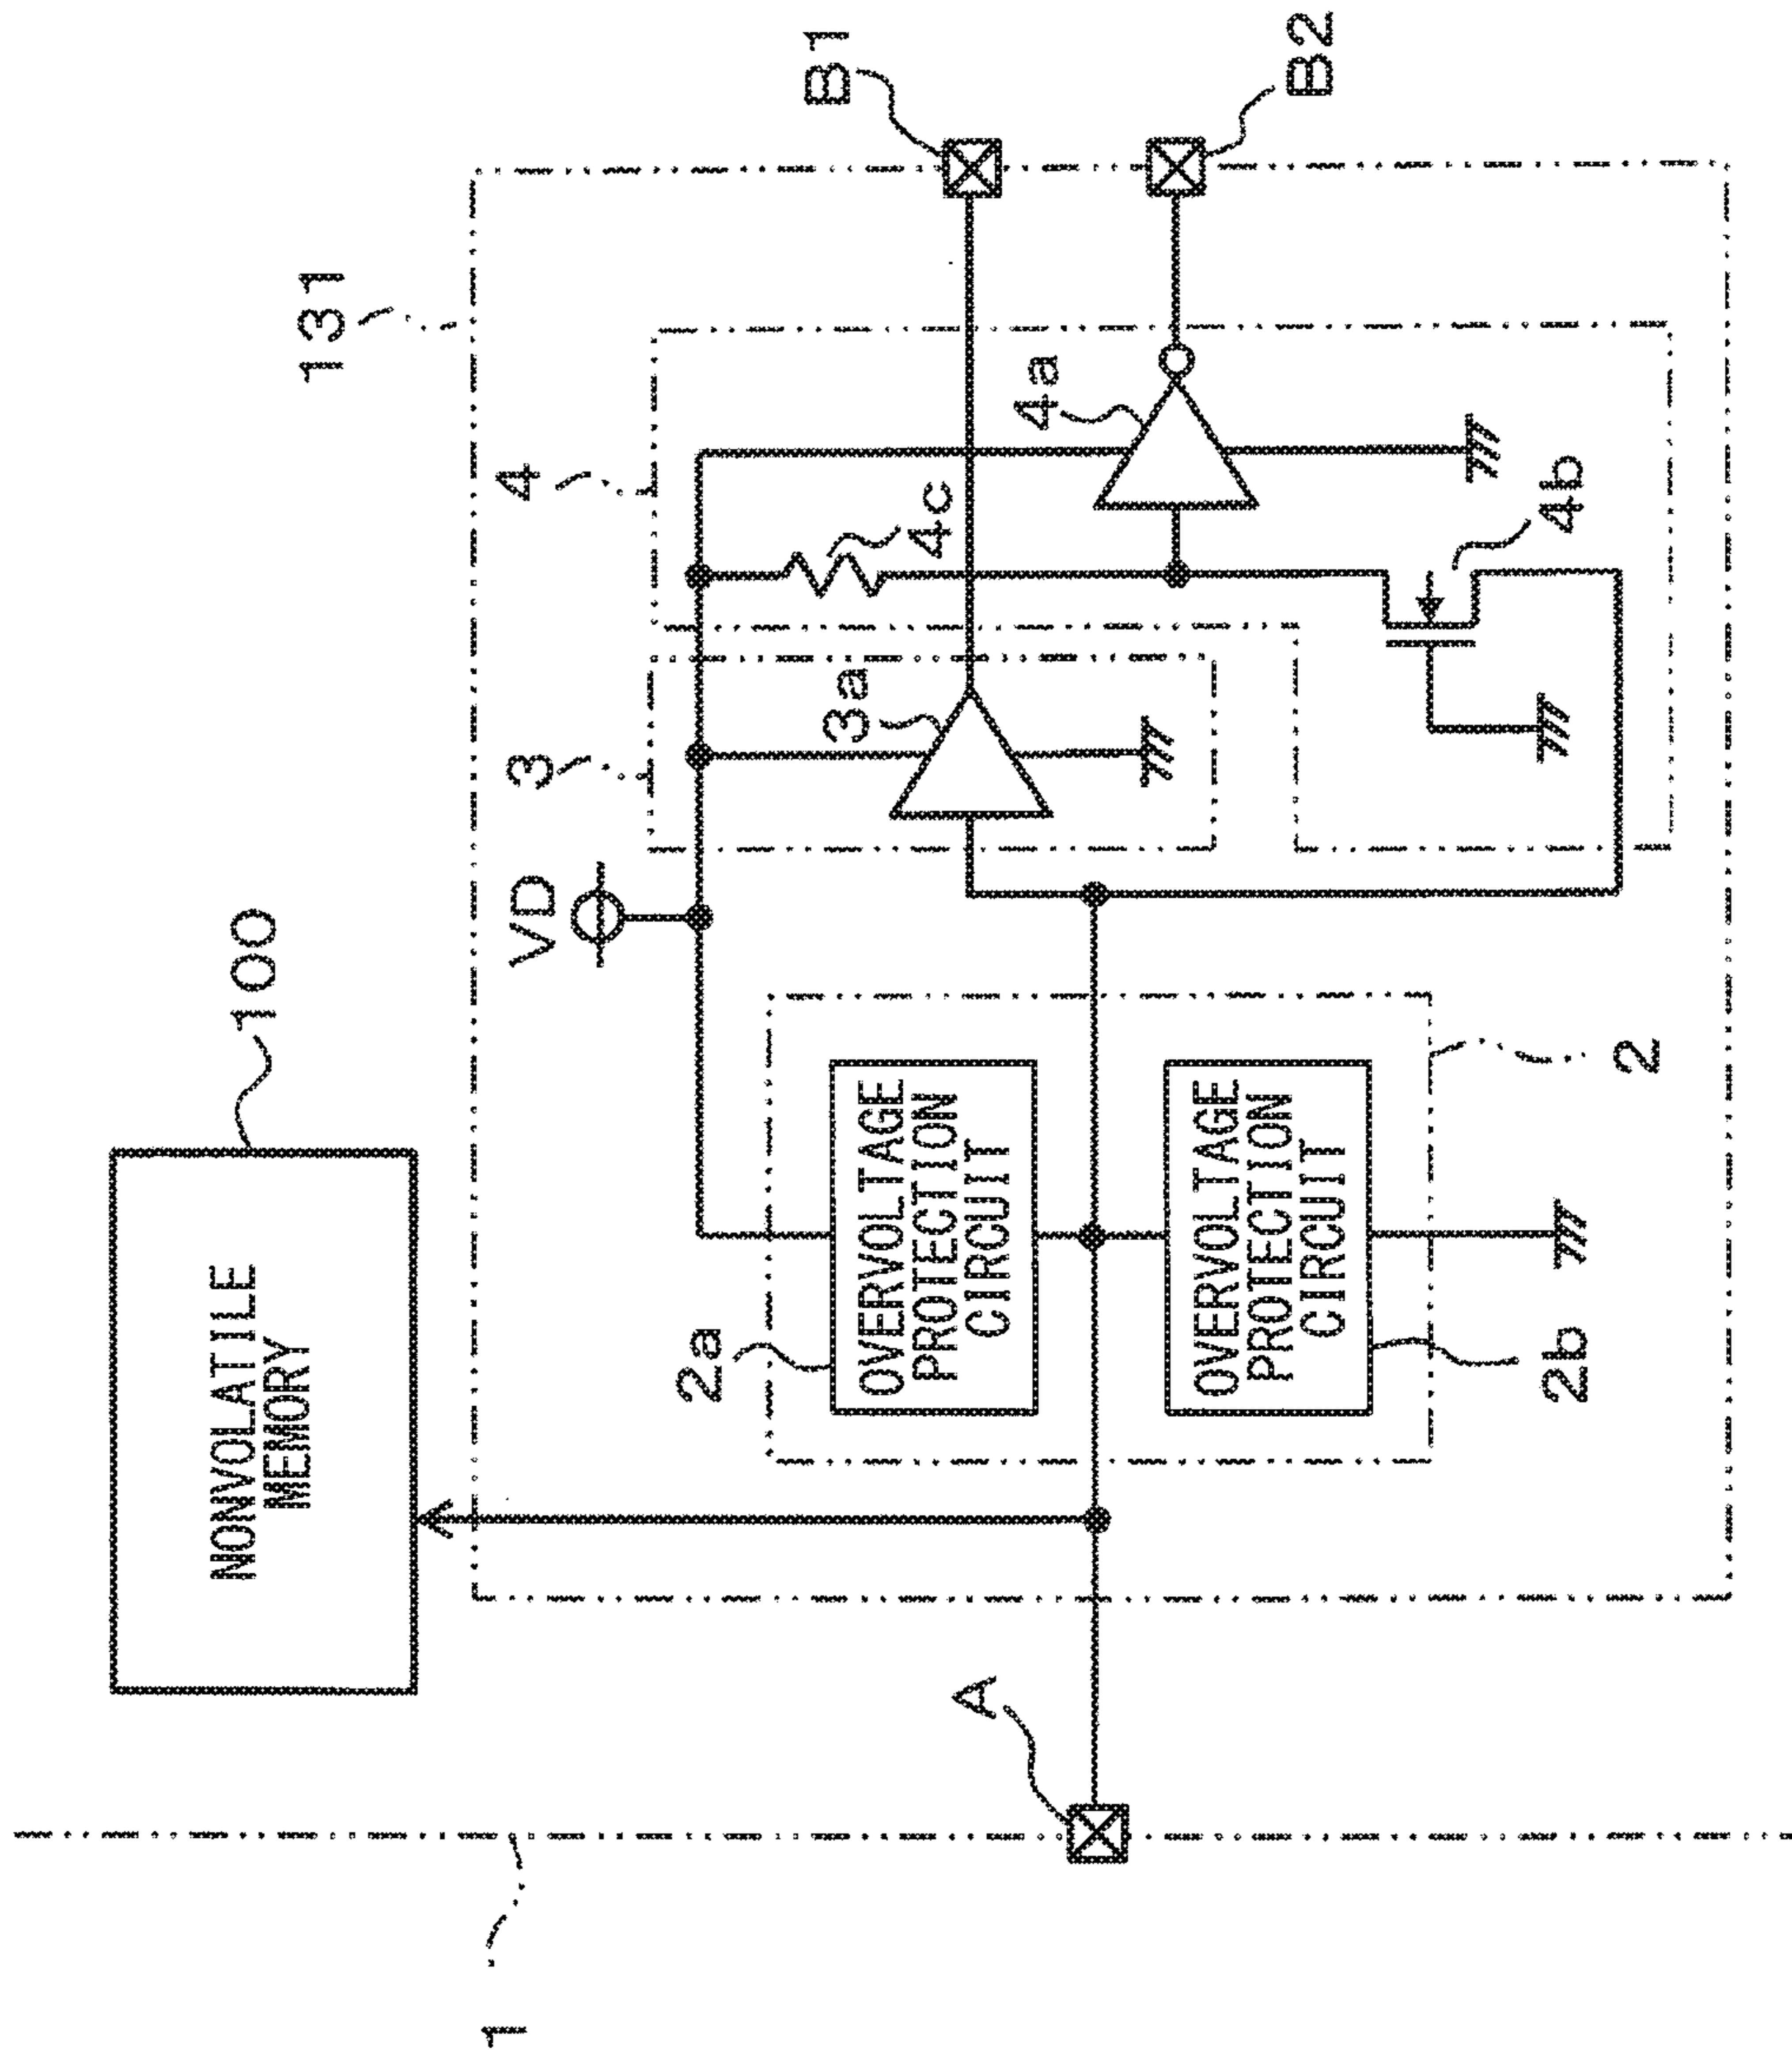 1
A
NONVOLATILE
MEMORY
100
131
VD
2a
OVERVOLTAGE
PROTECTION
CIRCUIT
OVERVOLTAGE
PROTECTION
CIRCUIT
2b
2
3
3a
4
4c
4a
4b
B1
B2